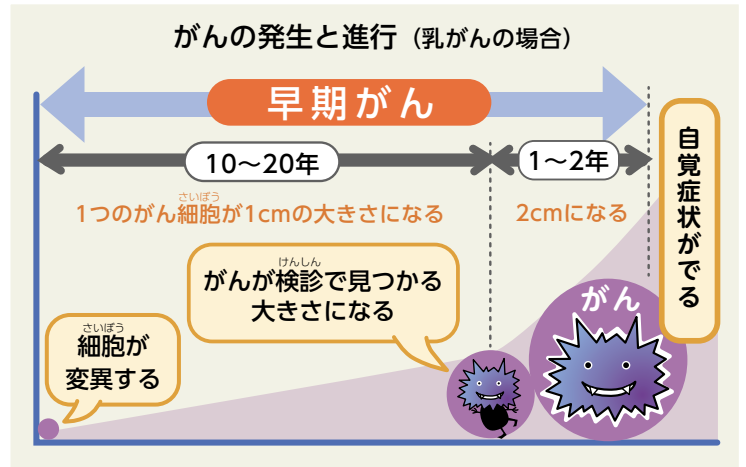 がんの発生と進行（乳がんの場合）
早期がん
10～20年
1～2年
1つのがん細胞が1cmの大きさになる
さいぼう
2cmになる
自覚症状がでる
けんしん
がんが検診で見つかる
大きさになる
がん
さいぼう
細胞が
変異する